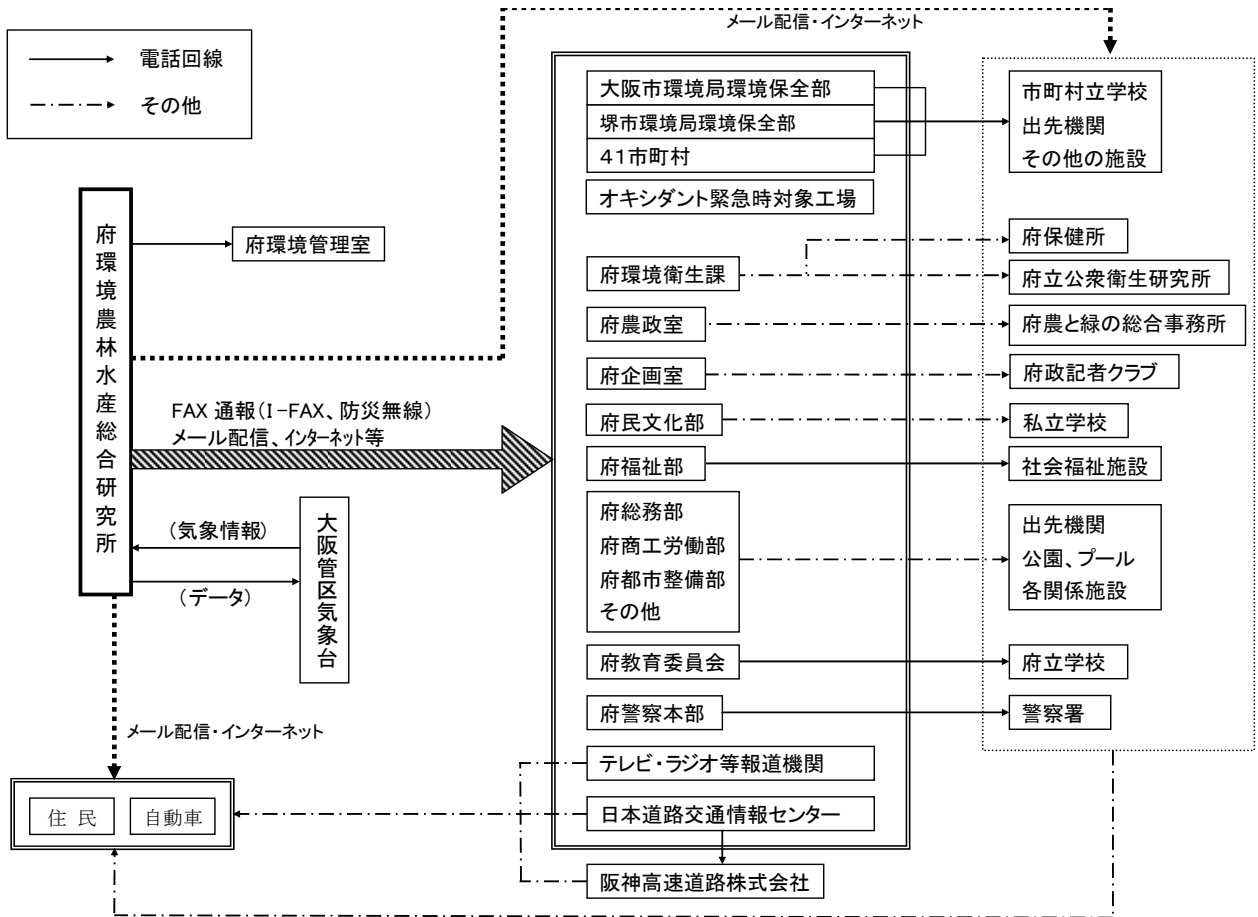 メール配信・インターネット
電話回線
その他
府環境農林水産総合研究所
府環境管理室
FAX 通報(I-FAX、防災無線)
メール配信、インターネット等
(気象情報)
(データ)
大阪管区気象台
メール配信・インターネット
住 民
自動車
大阪市環境局環境保全部
堺市環境局環境保全部
41市町村
オキシダント緊急時対象工場
府環境衛生課
府農政室
府企画室
府民文化部
府福祉部
府総務部
府商工労働部
府都市整備部
その他
府教育委員会
府警察本部
テレビ・ラジオ等報道機関
日本道路交通情報センター
阪神高速道路株式会社
市町村立学校
出先機関
その他の施設
府保健所
府立公衆衛生研究所
府農と緑の総合事務所
府政記者クラブ
私立学校
社会福祉施設
出先機関
公園、プール
各関係施設
府立学校
警察署